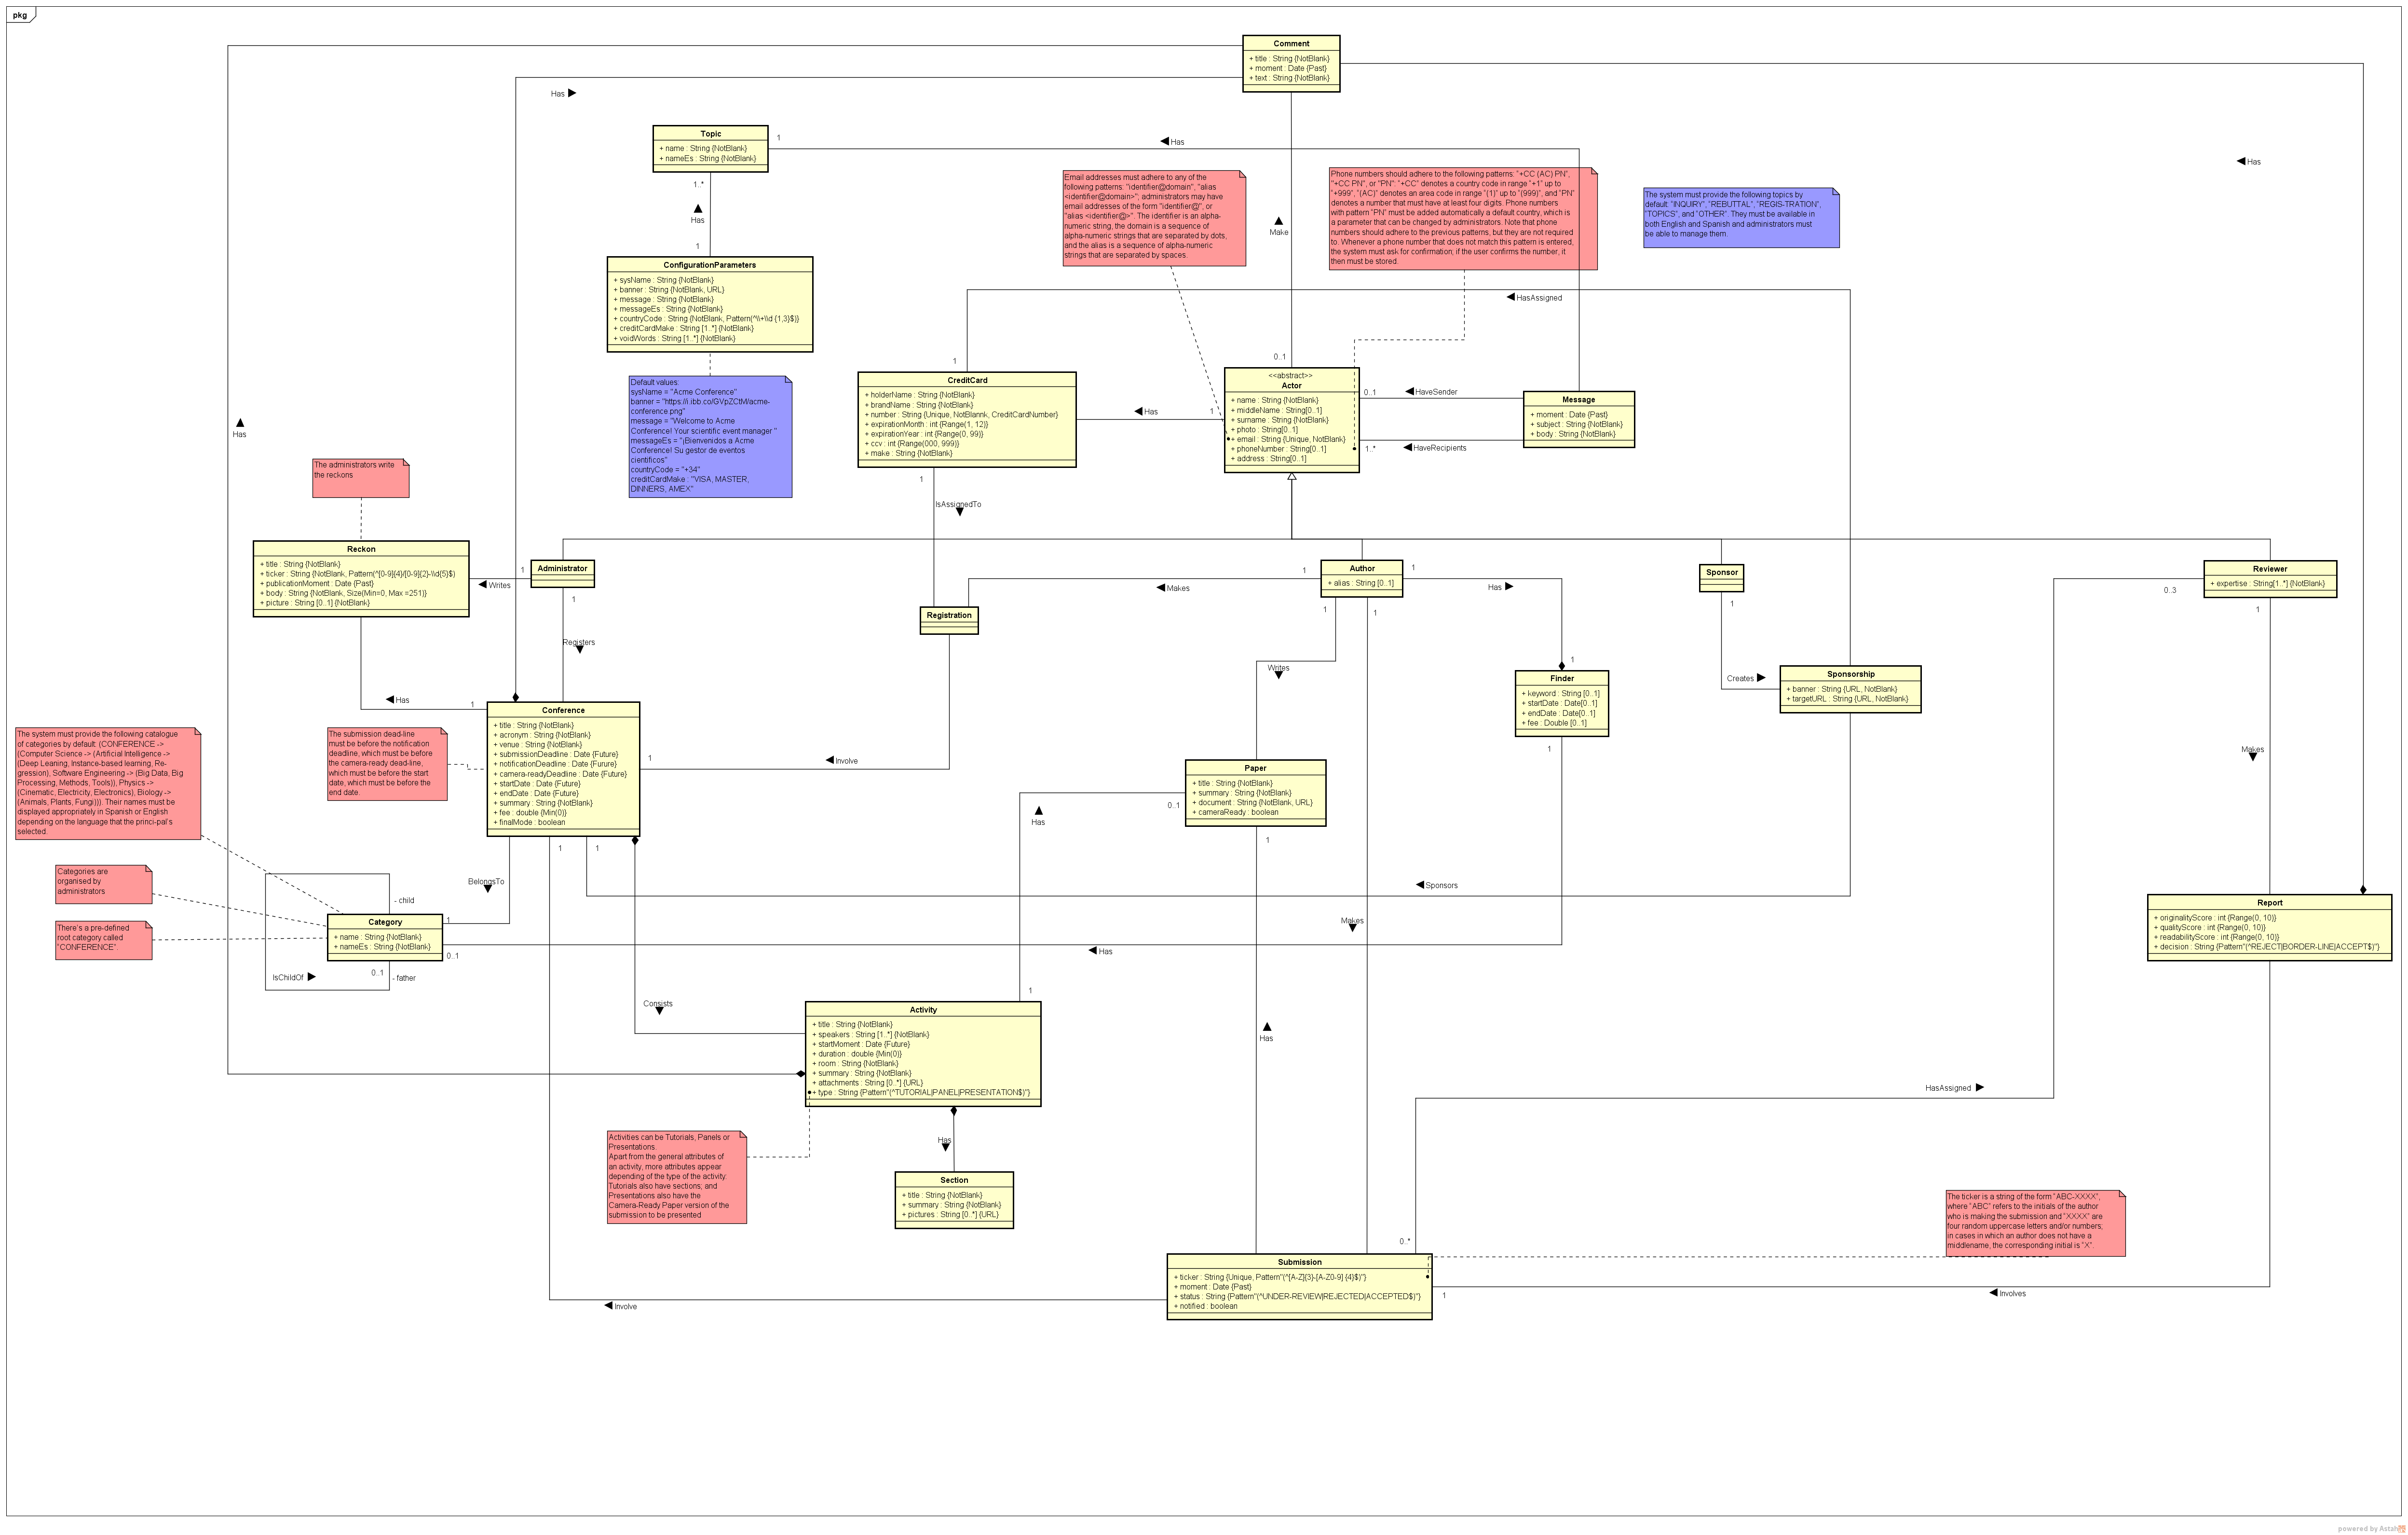 pkg
Comment
+ title : String {NotBlank}
+ moment : Date {Past}
+ text : String {NotBlank}
Has
Topic
+ name : String {NotBlank}
+ nameEs : String {NotBlank}
1
Has
Has
1..*
Has
1
Email addresses must adhere to any of the
following patterns: "identifier@domain", "alias
<identifier@domain>"; administrators may have
email addresses of the form "identifier@", or
"alias <identifier@>". The identifier is an alpha-
numeric string, the domain is a sequence of
alpha-numeric strings that are separated by dots,
and the alias is a sequence of alpha-numeric
strings that are separated by spaces.
Make
Phone numbers should adhere to the following patterns: "+CC (AC) PN",
"+CC PN", or "PN": "+CC" denotes a country code in range "+1" up to
"+999", "(AC)" denotes an area code in range "(1)" up to "(999)", and "PN"
denotes a number that must have at least four digits. Phone numbers
with pattern "PN" must be added automatically a default country, which is
a parameter that can be changed by administrators. Note that phone
numbers should adhere to the previous patterns, but they are not required
to. Whenever a phone number that does not match this pattern is entered,
the system must ask for confirmation; if the user confirms the number, it
then must be stored.
The system must provide the following topics by
default: "INQUIRY", "REBUTTAL", "REGIS-TRATION",
"TOPICS", and "OTHER". They must be available in
both English and Spanish and administrators must
be able to manage them.
ConfigurationParameters
+ sysName : String {NotBlank}
+ banner : String {NotBlank, URL}
+ message : String {NotBlank}
+ messageEs : String {NotBlank}
+ countryCode : String {NotBlank, Pattern(^\\+\\d {1,3}$)}
+ creditCardMake : String [1..*] {NotBlank}
+ voidWords : String [1..*] {NotBlank}
HasAssigned
1
0..1
Default values:
sysName = "Acme Conference"
banner = "https://i.ibb.co/GVpZCtM/acme-
conference.png"
message = "Welcome to Acme
Conference! Your scientific event manager "
messageEs = "¡Bienvenidos a Acme
Conference! Su gestor de eventos
científicos"
countryCode = "+34"
creditCardMake : "VISA, MASTER,
DINNERS, AMEX"
CreditCard
+ holderName : String {NotBlank}
+ brandName : String {NotBlank}
+ number : String {Unique, NotBlannk, CreditCardNumber}
+ expirationMonth : int {Range(1, 12)}
+ expirationYear : int {Range(0, 99)}
+ ccv : int {Range(000, 999)}
+ make : String {NotBlank}
Has
1
<<abstract>>
Actor
+ name : String {NotBlank}
+ middleName : String[0..1]
+ surname : String {NotBlank}
+ photo : String[0..1]
+ email : String {Unique, NotBlank}
+ phoneNumber : String[0..1]
+ address : String[0..1]
0..1
HaveSender
1..*
HaveRecipients
Message
+ moment : Date {Past}
+ subject : String {NotBlank}
+ body : String {NotBlank}
Has
The administrators write
the reckons
1
IsAssignedTo
Reckon
+ title : String {NotBlank}
+ ticker : String {NotBlank, Pattern(^[0-9]{4}/[0-9]{2}-\\d{5}$)
+ publicationMoment : Date {Past}
+ body : String {NotBlank, Size(Min=0, Max =251)}
+ picture : String [0..1] {NotBlank}
Writes
1
Administrator
1
Registers
Registration
Makes
1
Author
+ alias : String [0..1]
1
Has
1
1
Sponsor
1
Reviewer
+ expertise : String[1..*] {NotBlank}
0..3
1
Writes
1
Finder
+ keyword : String [0..1]
+ startDate : Date[0..1]
+ endDate : Date[0..1]
+ fee : Double [0..1]
1
Creates
Sponsorship
+ banner : String {URL, NotBlank}
+ targetURL : String {URL, NotBlank}
Makes
Has
1
Conference
+ title : String {NotBlank}
+ acronym : String {NotBlank}
+ venue : String {NotBlank}
+ submissionDeadline : Date {Future}
+ notificationDeadline : Date {Furure}
+ camera-readyDeadline : Date {Future}
+ startDate : Date {Future}
+ endDate : Date {Future}
+ summary : String {NotBlank}
+ fee : double {Min(0)}
+ finalMode : boolean
1
Involve
The system must provide the following catalogue
of categories by default: (CONFERENCE ->
(Computer Science -> (Artificial Intelligence ->
(Deep Leaning, Instance-based learning, Re-
gression), Software Engineering -> (Big Data, Big
Processing, Methods, Tools)), Physics ->
(Cinematic, Electricity, Electronics), Biology ->
(Animals, Plants, Fungi))). Their names must be
displayed appropriately in Spanish or English
depending on the language that the princi-pal's
selected.
The submission dead-line
must be before the notification
deadline, which must be before
the camera-ready dead-line,
which must be before the start
date, which must be before the
end date.
Paper
+ title : String {NotBlank}
+ summary : String {NotBlank}
+ document : String {NotBlank, URL}
+ cameraReady : boolean
0..1
Has
1
1
1
BelongsTo
Sponsors
Categories are
organised by
administrators
- child
There's a pre-defined
root category called
"CONFERENCE".
Category
+ name : String {NotBlank}
+ nameEs : String {NotBlank}
1
0..1
0..1
- father
IsChildOf
Makes
Has
Report
+ originalityScore : int {Range(0, 10)}
+ qualityScore : int {Range(0, 10)}
+ readabilityScore : int {Range(0, 10)}
+ decision : String {Pattern("(^REJECT|BORDER-LINE|ACCEPT$)"}
Consists
1
Activity
+ title : String {NotBlank}
+ speakers : String [1..*] {NotBlank}
+ startMoment : Date {Future}
+ duration : double {Min(0)}
+ room : String {NotBlank}
+ summary : String {NotBlank}
+ attachments : String [0..*] {URL}
+ type : String {Pattern"(^TUTORIAL|PANEL|PRESENTATION$)"}
Has
HasAssigned
Activities can be Tutorials, Panels or
Presentations.
Apart from the general attributes of
an activity, more attributes appear
depending of the type of the activity.
Tutorials also have sections; and
Presentations also have the
Camera-Ready Paper version of the
submission to be presented
Has
Section
+ title : String {NotBlank}
+ summary : String {NotBlank}
+ pictures : String [0..*] {URL}
The ticker is a string of the form "ABC-XXXX",
where "ABC" refers to the initials of the author
who is making the submission and "XXXX" are
four random uppercase letters and/or numbers;
in cases in which an author does not have a
middlename, the corresponding initial is "X".
0..*
Submission
+ ticker : String {Unique, Pattern"(^[A-Z]{3}-[A-Z0-9] {4}$)"}
+ moment : Date {Past}
+ status : String {Pattern"(^UNDER-REVIEW|REJECTED|ACCEPTED$)"}
+ notified : boolean
1
Involves
Involve
powered by Astah